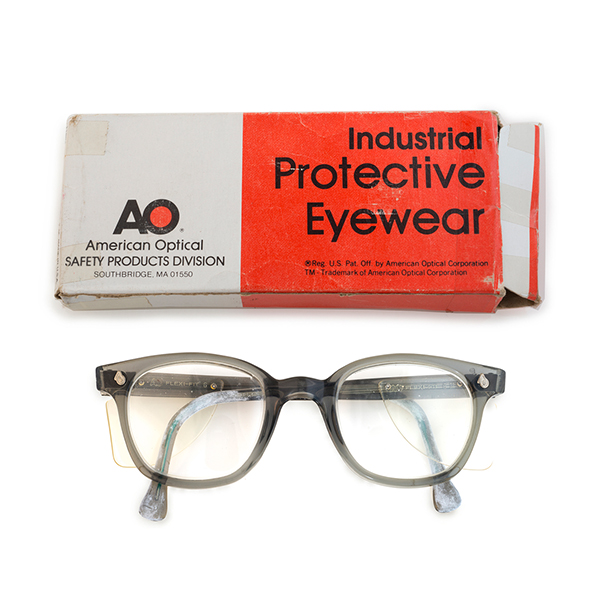 AO®
American Optical
SAFETY PRODUCTS DIVISION
SOUTHBRIDGE, MA 01550
Industrial
Protective
Eyewear
®Reg. U.S. Pat. Off. by American Optical Corporation
TM - Trademark of American Optical Corporation